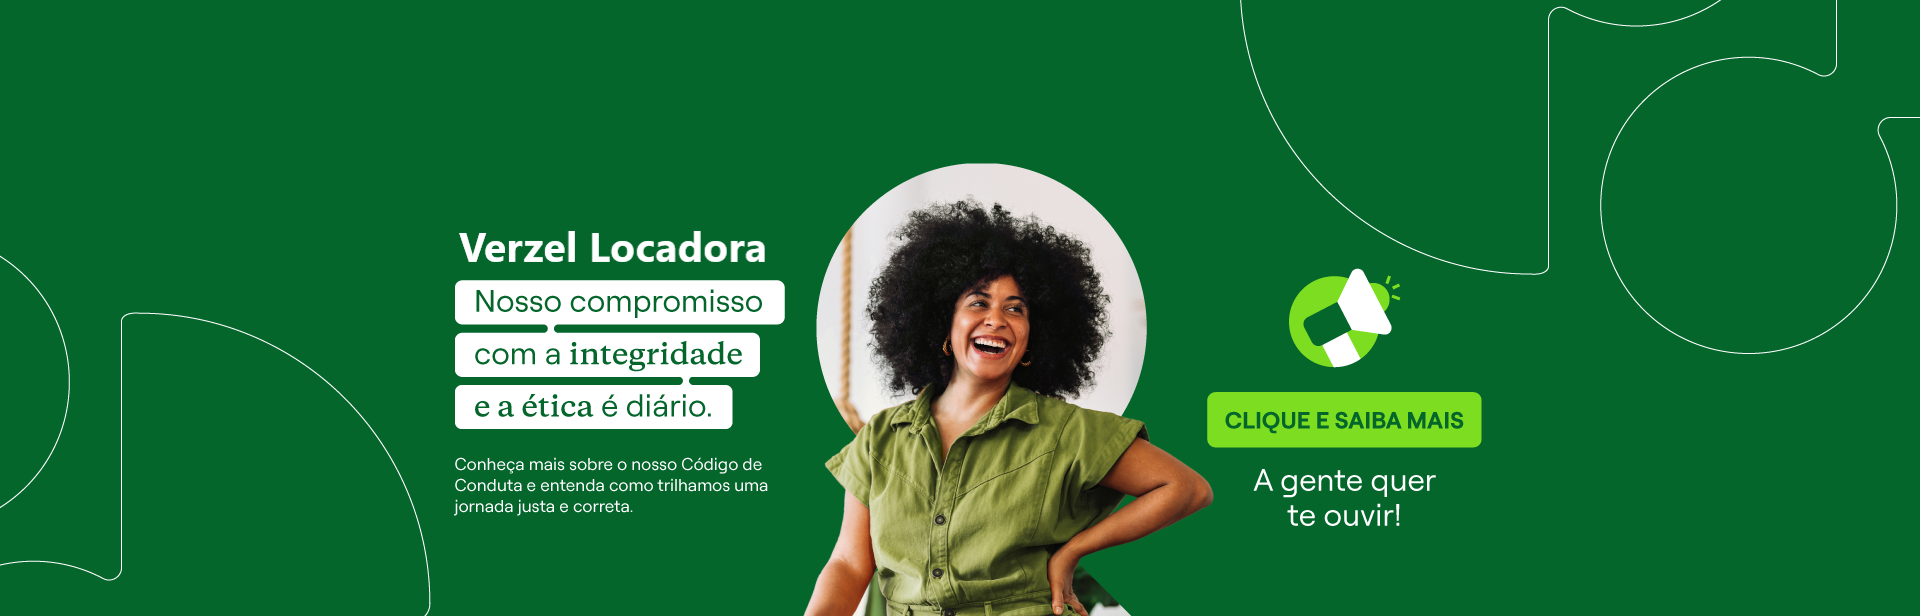 Verzel Locadora
Nosso compromisso
com a integridade
e a ética é diário.
Conheça mais sobre o nosso Código de
Conduta e entenda como trilhamos uma
jornada justa e correta.
CLIQUE E SAIBA MAIS
A gente quer
te ouvir!